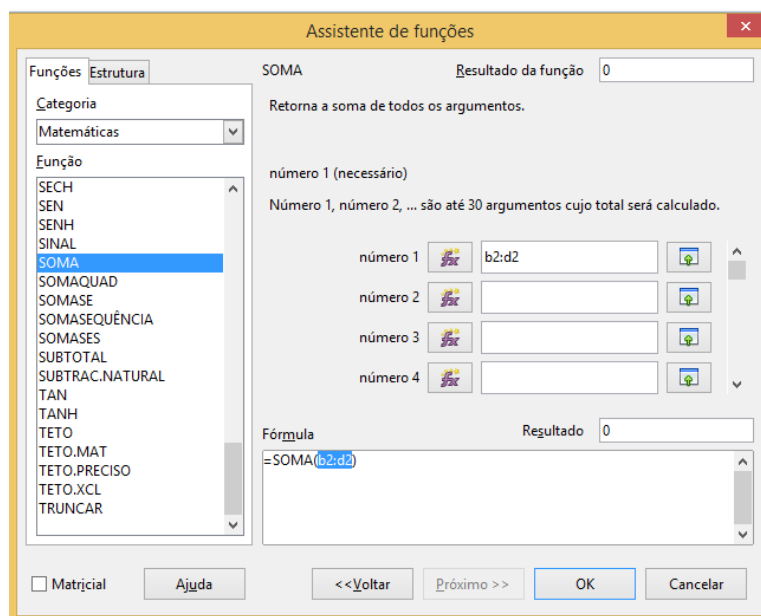 Assistente de funções
Funções Estrutura
Categoria
Matemáticas
Função
SECH
SEN
SENH
SINAL
SOMA
SOMAQUAD
SOMASE
SOMASEQUÊNCIA
SOMASES
SUBTOTAL
SUBTRAC.NATURAL
TAN
TANH
TETO
TETO.MAT
TETO.PRECISO
TETO.XCL
TRUNCAR
SOMA
Resultado da função 0
Retorna a soma de todos os argumentos.
número 1 (necessário)
Número 1, número 2, ... são até 30 argumentos cujo total será calculado.
número 1 fx b2:d2
número 2 fx
número 3 fx
número 4 fx
Fórmula
Resultado 0
=SOMA(b2:d2)
Matricial
Ajuda
<<Voltar
Próximo >>
OK
Cancelar